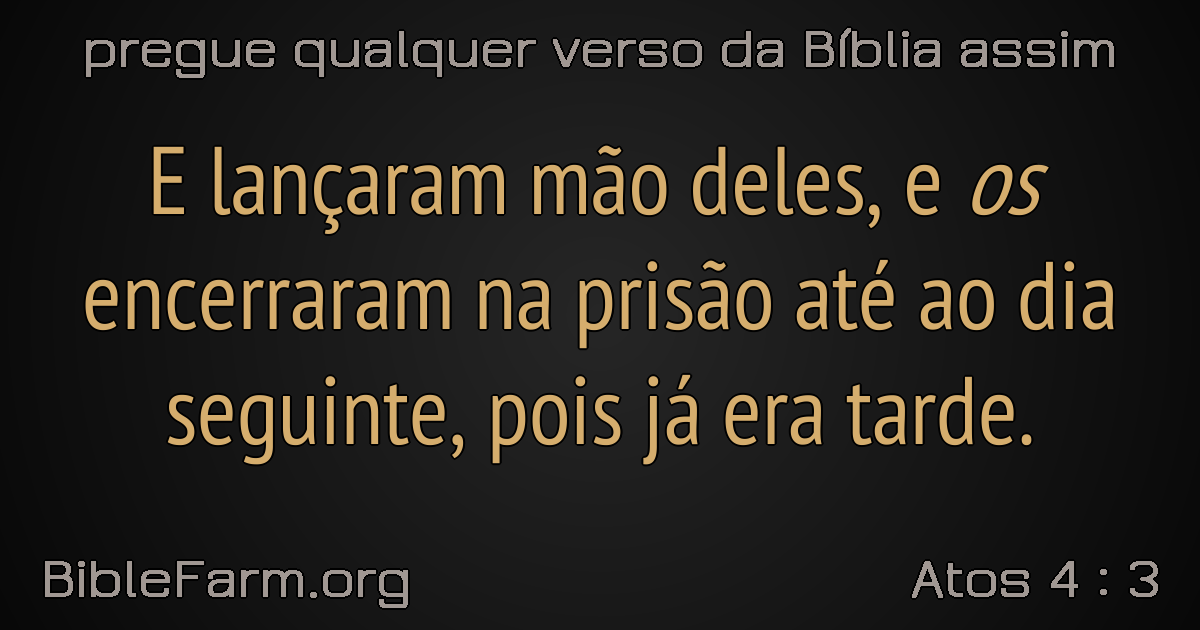 pregue qualquer verso da Bíblia assim
E lançaram mão deles, e os
encerraram na prisão até ao dia
seguinte, pois já era tarde.
BibleFarm.org
Atos 4 : 3